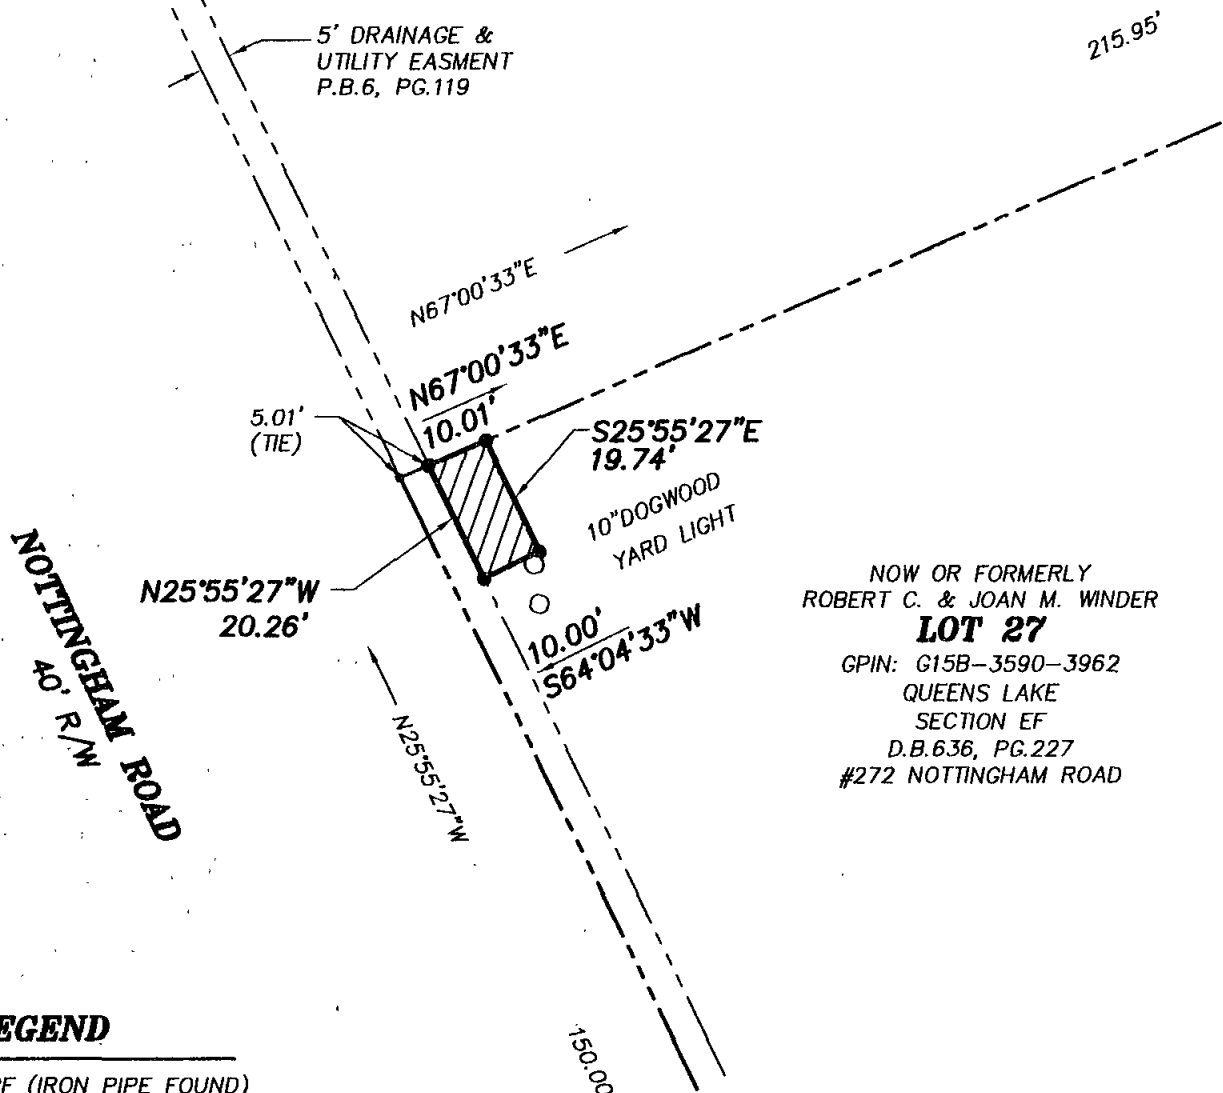 5' DRAINAGE &
UTILITY EASMENT
P.B.6, PG.119
215.95'
N67°00'33"E
N67°00'33"E
10.01'
5.01'
(TIE)
S25°55'27"E
19.74'
10"DOGWOOD
YARD LIGHT
N25°55'27"W
20.26'
10.00'
S64°04'33"W
NOTTINGHAM ROAD
40' R/W
N25°55'27"W
NOW OR FORMERLY
ROBERT C. & JOAN M. WINDER
LOT 27
GPIN: G15B-3590-3962
QUEENS LAKE
SECTION EF
D.B.636, PG.227
#272 NOTTINGHAM ROAD
EGEND
(IRON PIPE FOUND)
150.00